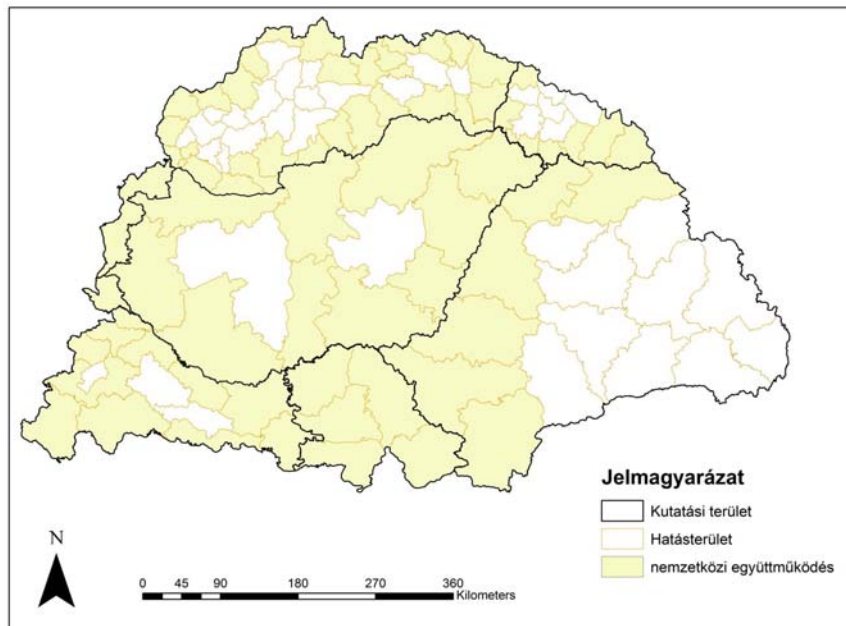 Jelmagyarázat
Kutatási terület
Hatásterület
nemzetközi együttműködés
N
0 45 90 180 270 360
Kilometers